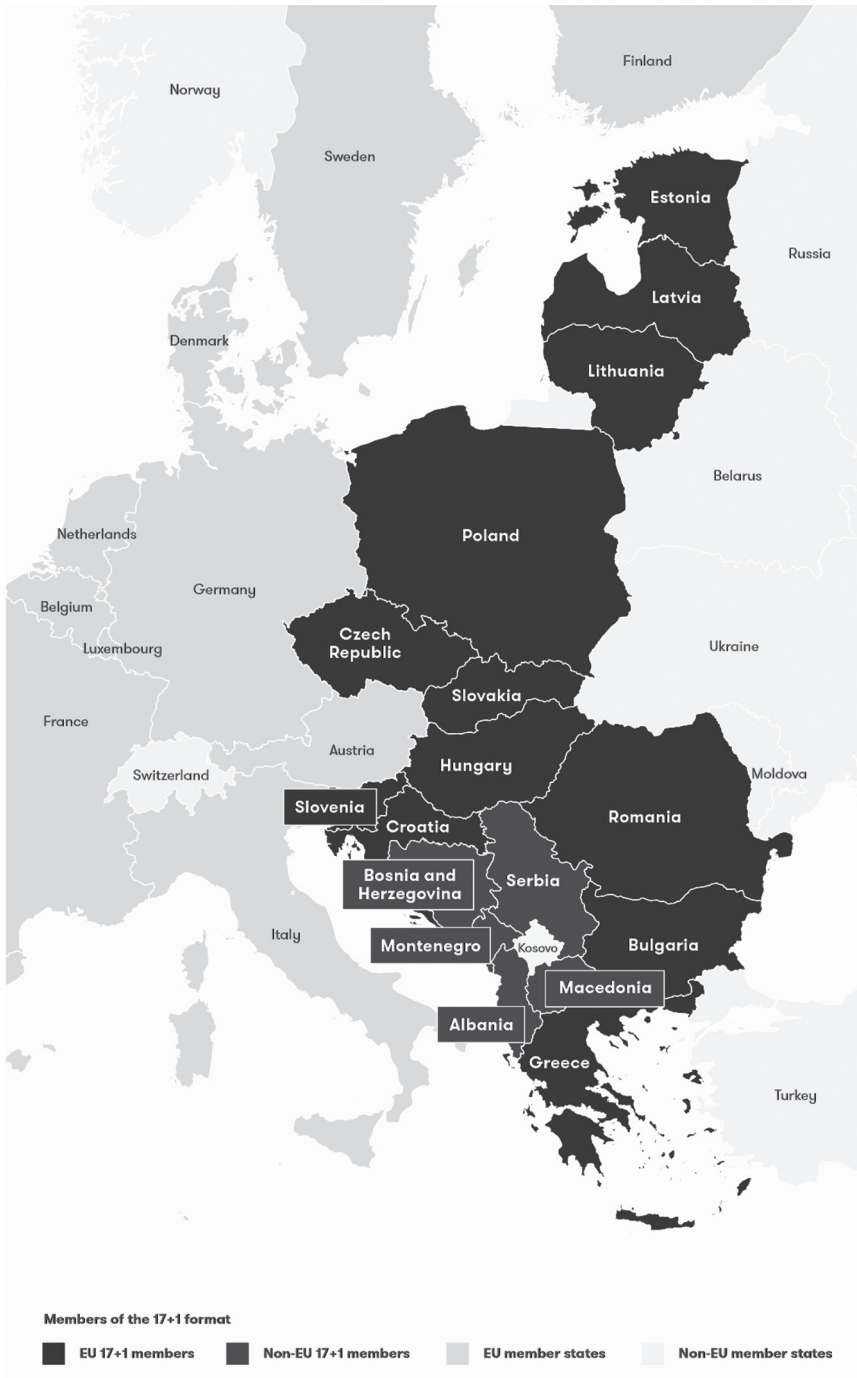 Finland
Norway
Sweden
Estonia
Russia
Latvia
Denmark
Lithuania
Belarus
Netherlands
Poland
Germany
Belgium
Czech
Republic
Luxembourg
Ukraine
Slovakia
France
Austria
Hungary
Switzerland
Moldova
Slovenia
Romania
Croatia
Bosnia and
Herzegovina
Serbia
Italy
Montenegro
Kosovo
Bulgaria
Macedonia
Albania
Greece
Turkey
Members of the 17+1 format
EU 17+1 members
Non-EU 17+1 members
EU member states
Non-EU member states